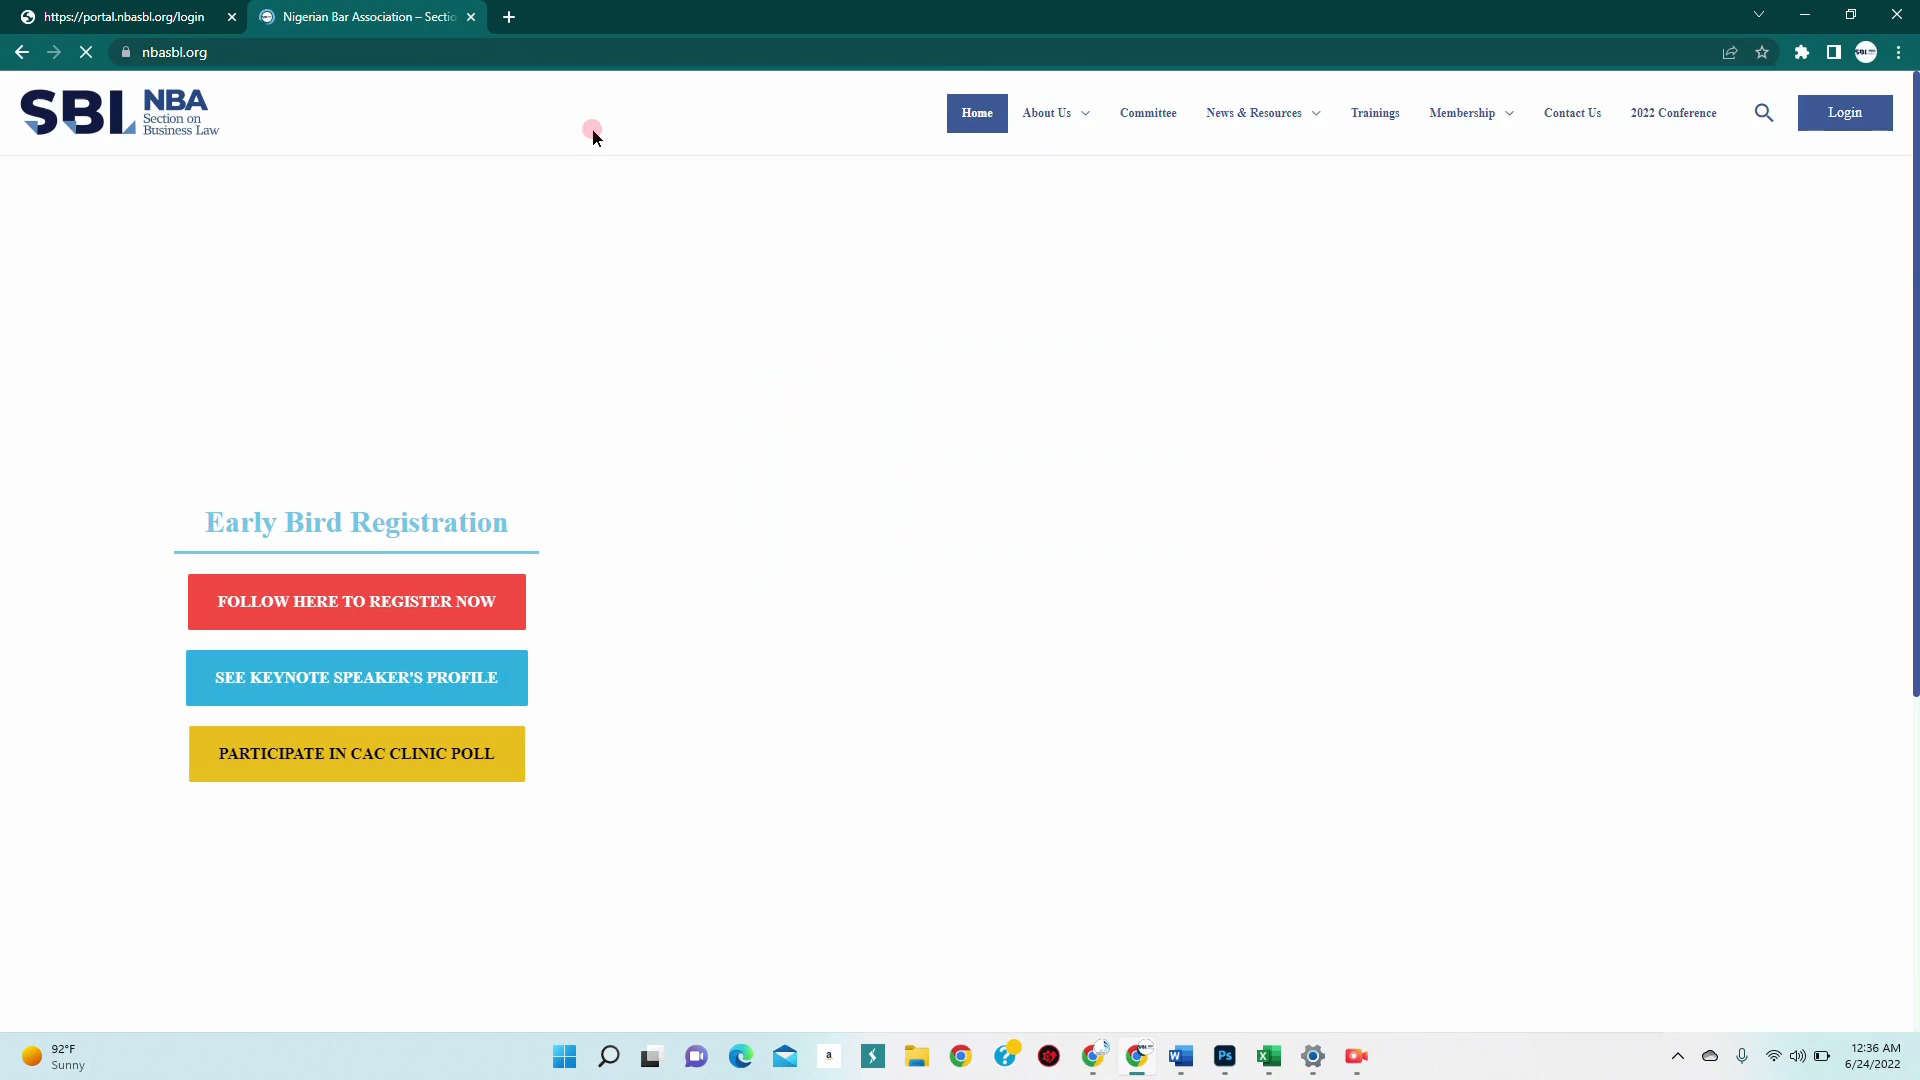 https://portal.nbasbl.org/login
Nigerian Bar Association – Sectio
nbasbl.org
SBL NBA
Section on
Business Law
Home
About Us
Committee
News & Resources
Trainings
Membership
Contact Us
2022 Conference
Login
Early Bird Registration
FOLLOW HERE TO REGISTER NOW
SEE KEYNOTE SPEAKER'S PROFILE
PARTICIPATE IN CAC CLINIC POLL
92°F
Sunny
a
W
Ps
X
12:36 AM
6/24/2022